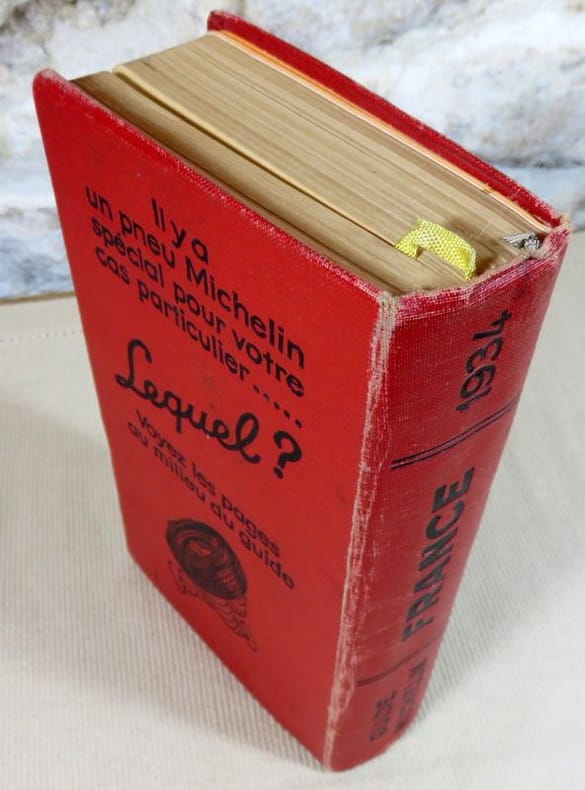 Il y a
un pneu Michelin
spécial pour votre
cas particulier .....
Lequel ?
voyez les pages
au milieu du guide
1934
FRANCE
GUIDE
MICHELIN